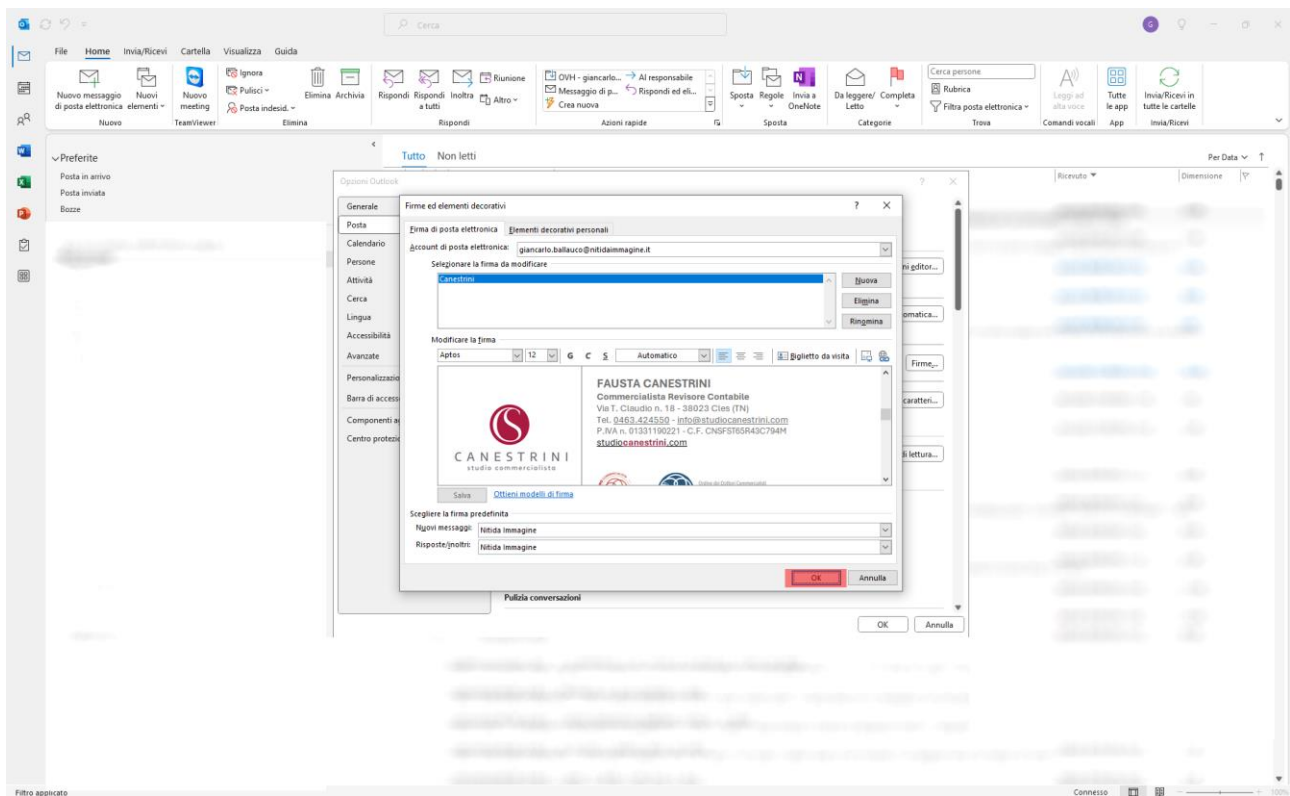 Cerca
G
File Home Invia/Ricevi Cartella Visualizza Guida
Nuovo messaggio di posta elettronica
Nuovi elementi
Nuovo
Nuovo meeting
TeamViewer
Ignora
Pulisci
Posta indesid.
Elimina Archivia
Elimina
Rispondi Rispondi a tutti Inoltra
Riunione
Altro
Rispondi
OVH - giancarlo... Al responsabile
Messaggio di p... Rispondi ed eli...
Crea nuova
Azioni rapide
Sposta Regole Invia a OneNote
Sposta
Da leggere/ Letto Completa
Categorie
Cerca persone
Rubrica
Filtra posta elettronica
Trova
Leggi ad alta voce
Comandi vocali
Tutte le app
App
Invia/Ricevi in tutte le cartelle
Invia/Ricevi
Preferite
Posta in arrivo
Posta inviata
Bozze
Tutto Non letti
Per Data
Ricevuto
Dimensione
Opzioni Outlook
? ×
Generale
Posta
Calendario
Persone
Attività
Cerca
Lingua
Accessibilità
Avanzate
Personalizzazio
Barra di access
Componenti a
Centro protezio
ni editor...
omatica...
Firme...
caratteri...
di lettura...
Firme ed elementi decorativi
? ×
Firma di posta elettronica Elementi decorativi personali
Account di posta elettronica: giancarlo.ballauco@nitidaimmagine.it
Selezionare la firma da modificare
Canestrini
Nuova
Elimina
Rinomina
Modificare la firma
Aptos 12 G C S Automatico Biglietto da visita
CANESTRINI
studio commercialista
FAUSTA CANESTRINI
Commercialista Revisore Contabile
Via T. Claudio n. 18 - 38023 Cles (TN)
Tel. 0463.424550 - info@studiocanestrini.com
P.IVA n. 01331190221 - C.F. CNSFST65R43C794M
studiocanestrini.com
Salva
Ottieni modelli di firma
Scegliere la firma predefinita
Nuovi messaggi: Nitida Immagine
Risposte/inoltri: Nitida Immagine
OK Annulla
Pulizia conversazioni
OK Annulla
Filtro applicato
Connesso
100%